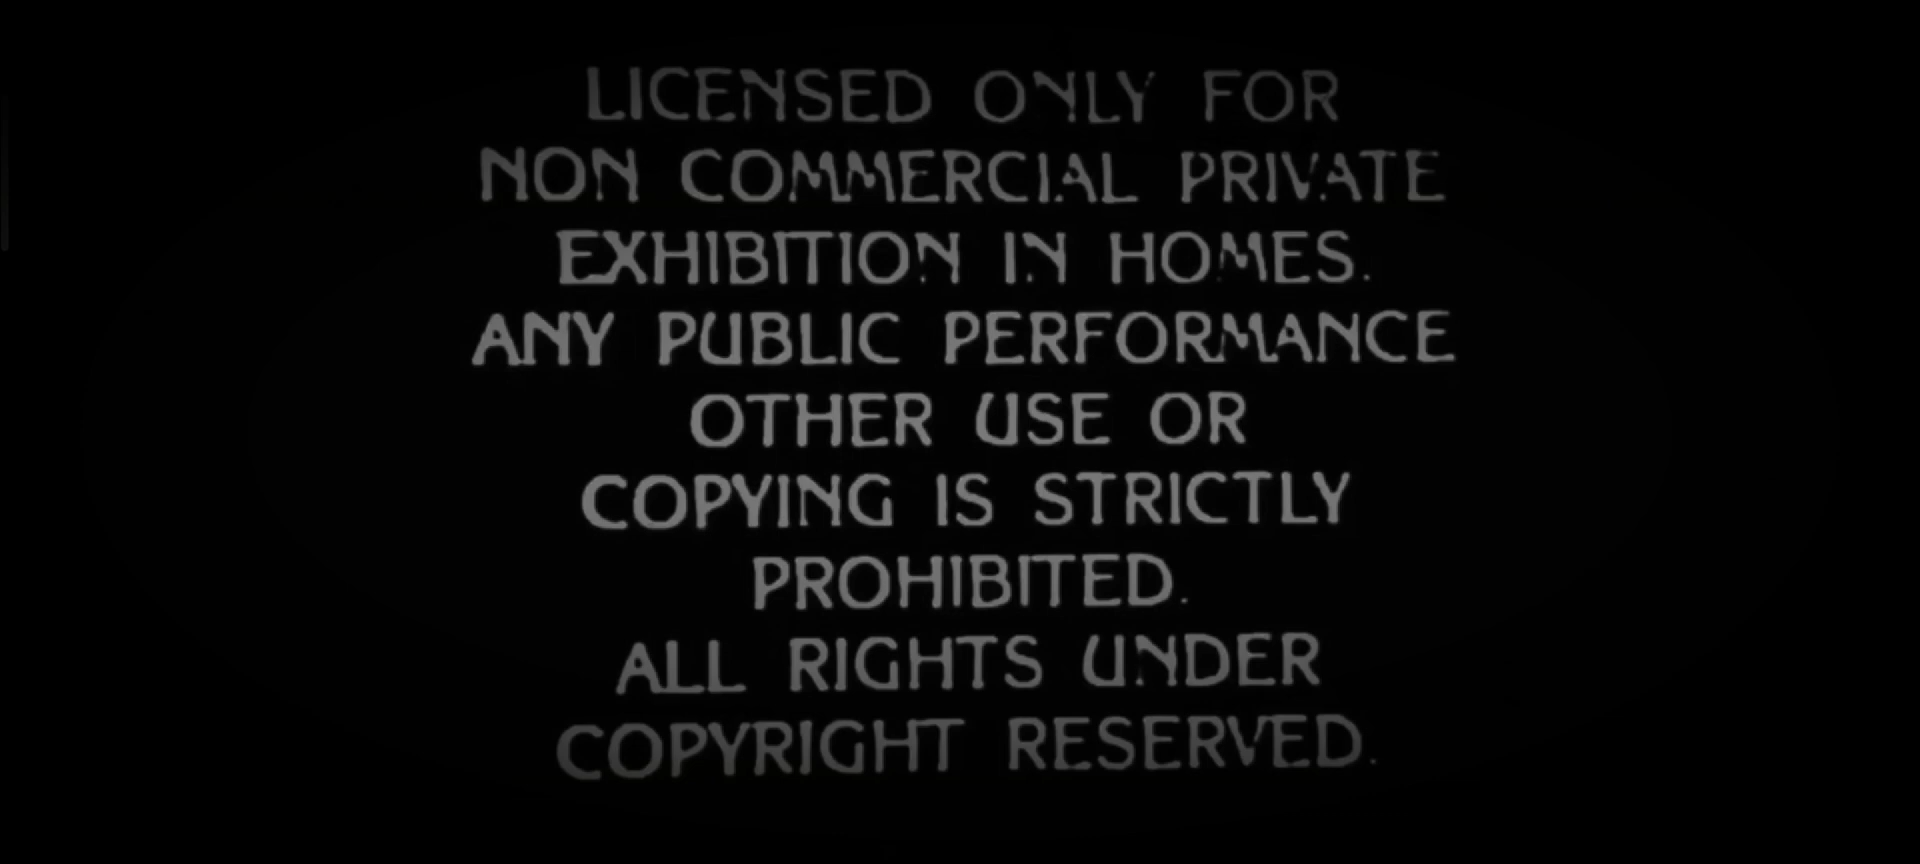 LICENSED ONLY FOR
NON COMMERCIAL PRIVATE
EXHIBITION IN HOMES.
ANY PUBLIC PERFORMANCE
OTHER USE OR
COPYING IS STRICTLY
PROHIBITED.
ALL RIGHTS UNDER
COPYRIGHT RESERVED.